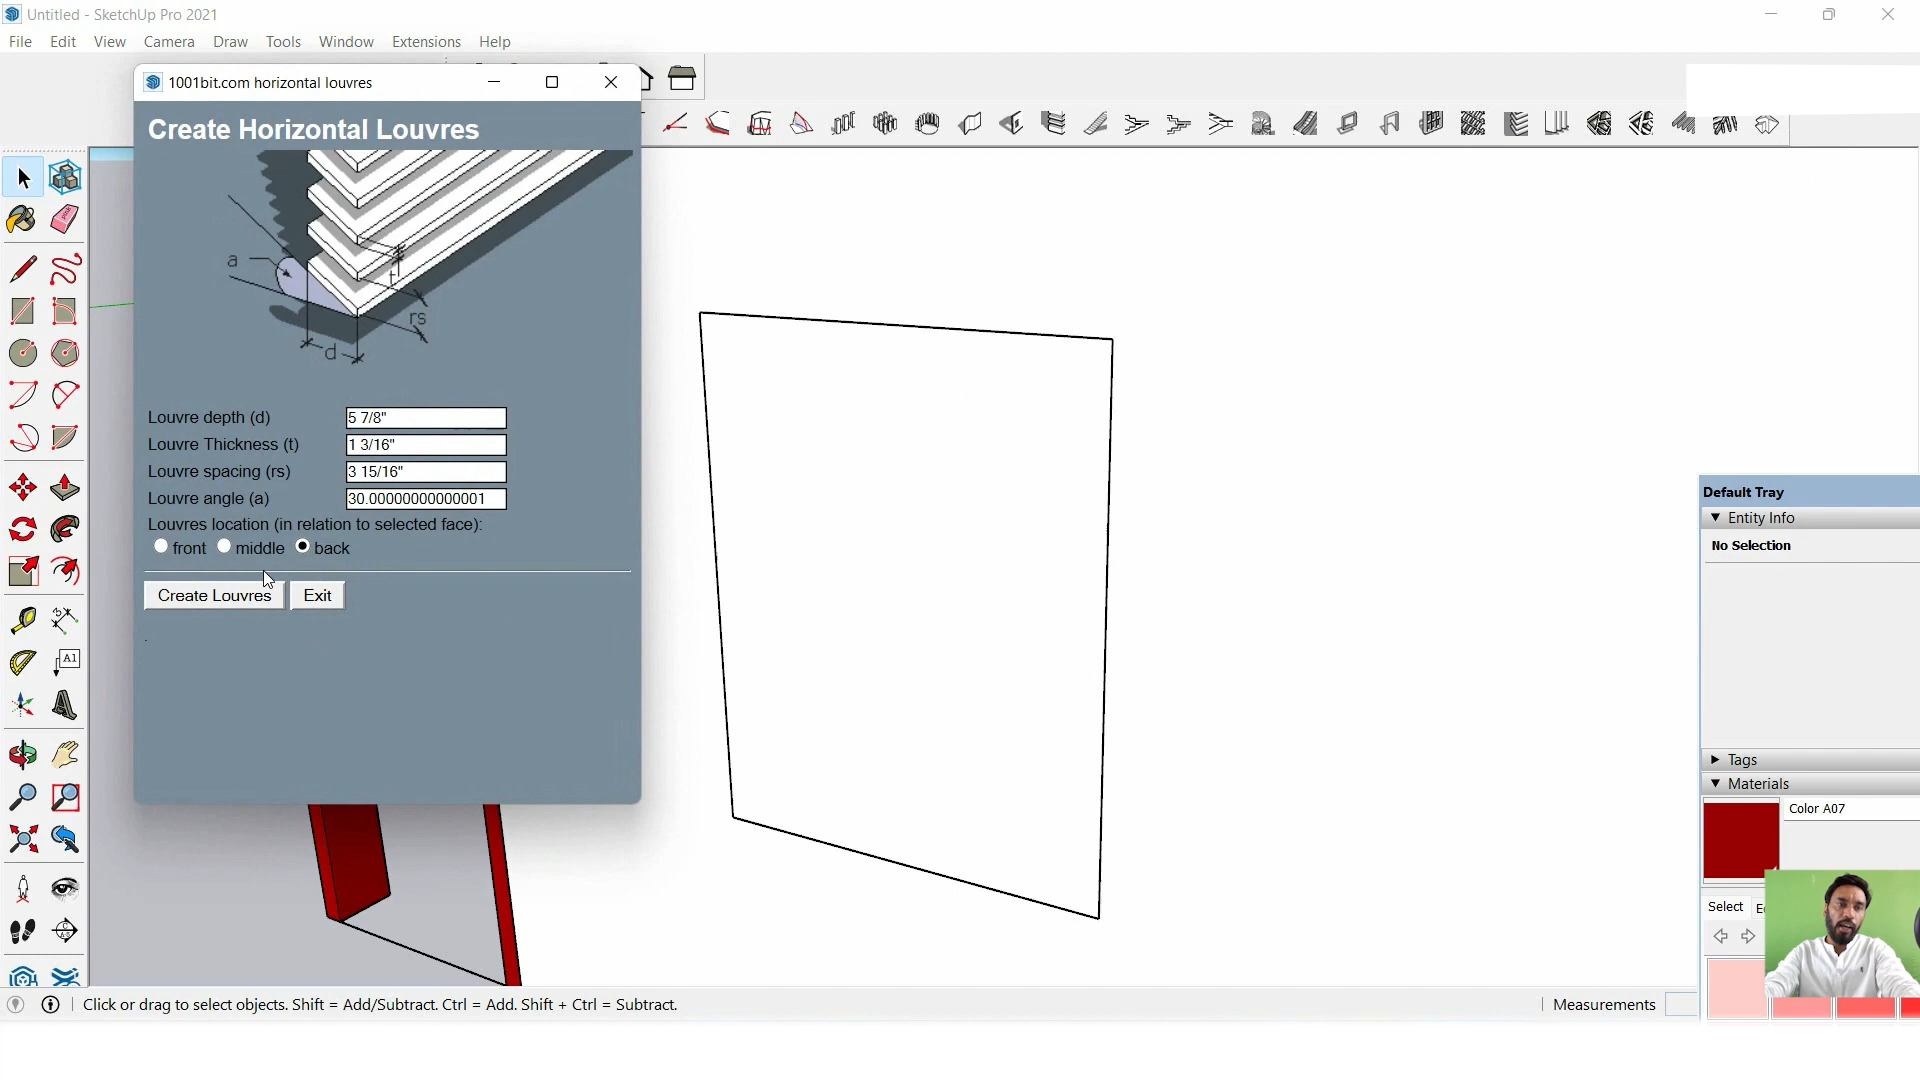 Untitled - SketchUp Pro 2021
File Edit View Camera Draw Tools Window Extensions Help
1001bit.com horizontal louvres
Create Horizontal Louvres
a
t
rs
d
Louvre depth (d) 5 7/8"
Louvre Thickness (t) 1 3/16"
Louvre spacing (rs) 3 15/16"
Louvre angle (a) 30.00000000000001
Louvres location (in relation to selected face):
front middle back
Create Louvres Exit
A1
Default Tray
Entity Info
No Selection
Tags
Materials
Color A07
Select
Click or drag to select objects. Shift = Add/Subtract. Ctrl = Add. Shift + Ctrl = Subtract.
Measurements